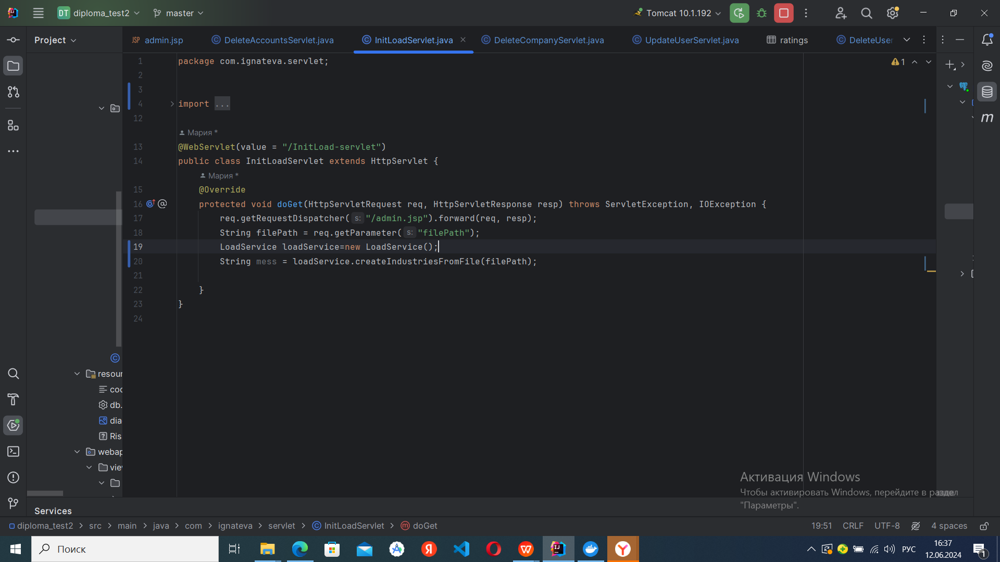 DT diploma_test2 master Tomcat 10.1.192
Project
JSP admin.jsp DeleteAccountsServlet.java InitLoadServlet.java DeleteCompanyServlet.java UpdateUserServlet.java ratings DeleteUser
1 package com.ignateva.servlet; 1
2
3
4 import ...
12
Мария *
13 @WebServlet(value = "/InitLoad-servlet")
14 public class InitLoadServlet extends HttpServlet {
Мария *
15 @Override
16 protected void doGet(HttpServletRequest req, HttpServletResponse resp) throws ServletException, IOException {
17 req.getRequestDispatcher( s: "/admin.jsp").forward(req, resp);
18 String filePath = req.getParameter( s: "filePath");
19 LoadService loadService=new LoadService();
20 String mess = loadService.createIndustriesFromFile(filePath);
21
22 }
23 }
24
resour
coc
db.
dia
Ris
webap
vie
Активация Windows
Чтобы активировать Windows, перейдите в раздел
"Параметры".
Services
diploma_test2 > src > main > java > com > ignateva > servlet > InitLoadServlet > doGet 19:51 CRLF UTF-8 4 spaces
Поиск РУС 16:37
12.06.2024 1